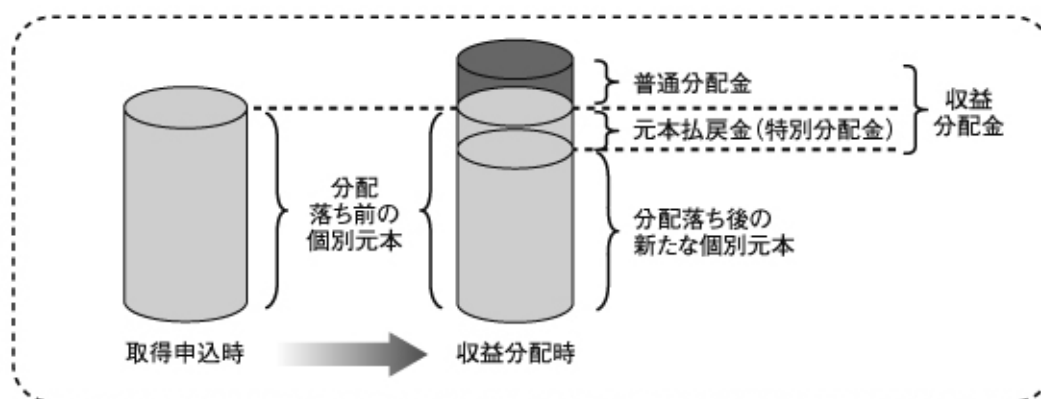 普通分配金
収益
分配金
元本払戻金(特別分配金)
分配
落ち前の
個別元本
分配落ち後の
新たな個別元本
取得申込時
収益分配時